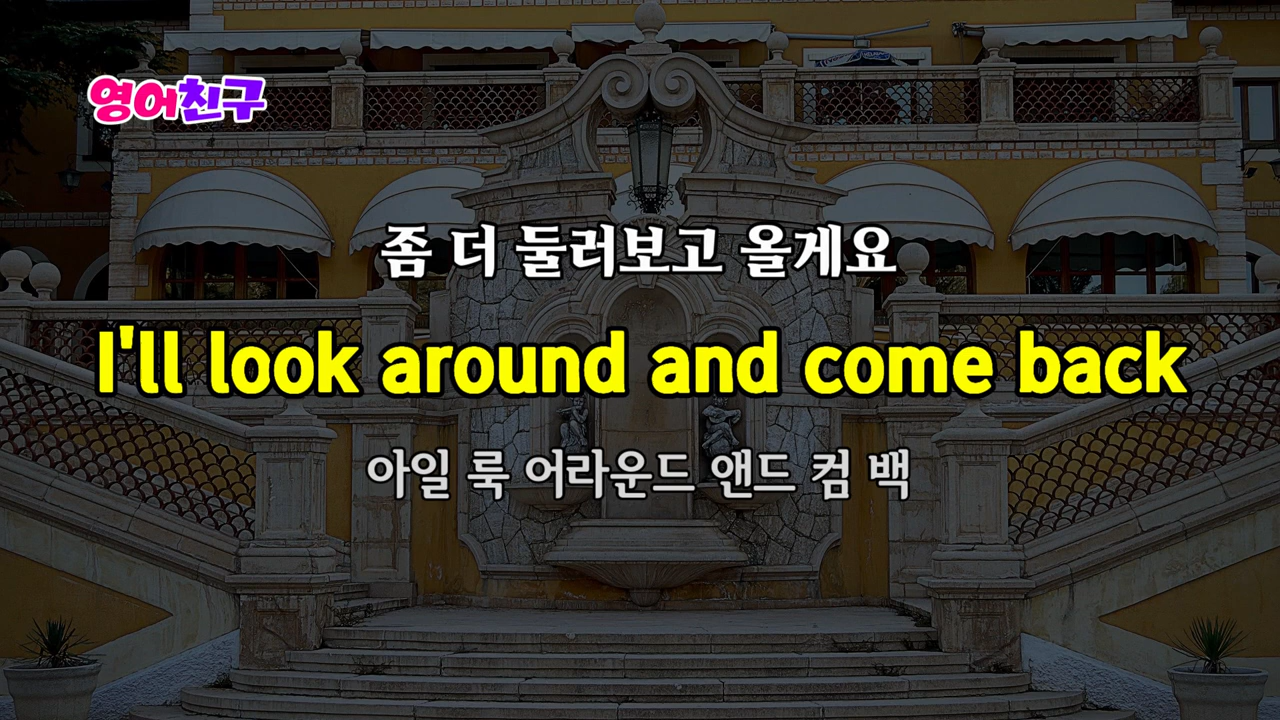 영어친구
좀 더 둘러보고 올게요
I'll look around and come back
아일 룩 어라운드 앤드 컴 백